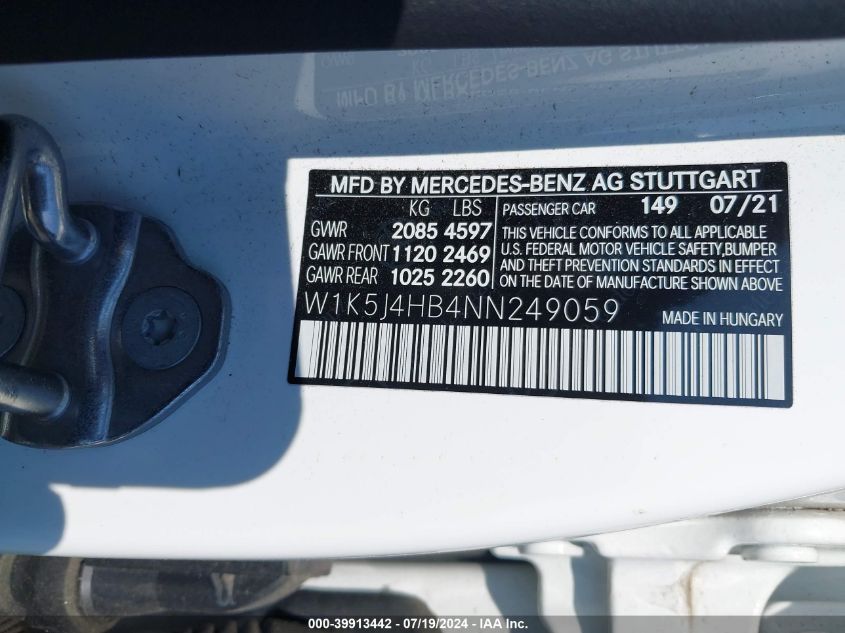 MFD BY MERCEDES-BENZ AG STUTTGART
KG LBS
GVWR 2085 4597
GAWR FRONT 1120 2469
GAWR REAR 1025 2260
PASSENGER CAR 149 07/21
THIS VEHICLE CONFORMS TO ALL APPLICABLE
U.S. FEDERAL MOTOR VEHICLE SAFETY,BUMPER
AND THEFT PREVENTION STANDARDS IN EFFECT
ON THE DATE OF MANUFACTURE SHOWN ABOVE
W1K5J4HB4NN249059
MADE IN HUNGARY
000-39913442 - 07/19/2024 - IAA Inc.